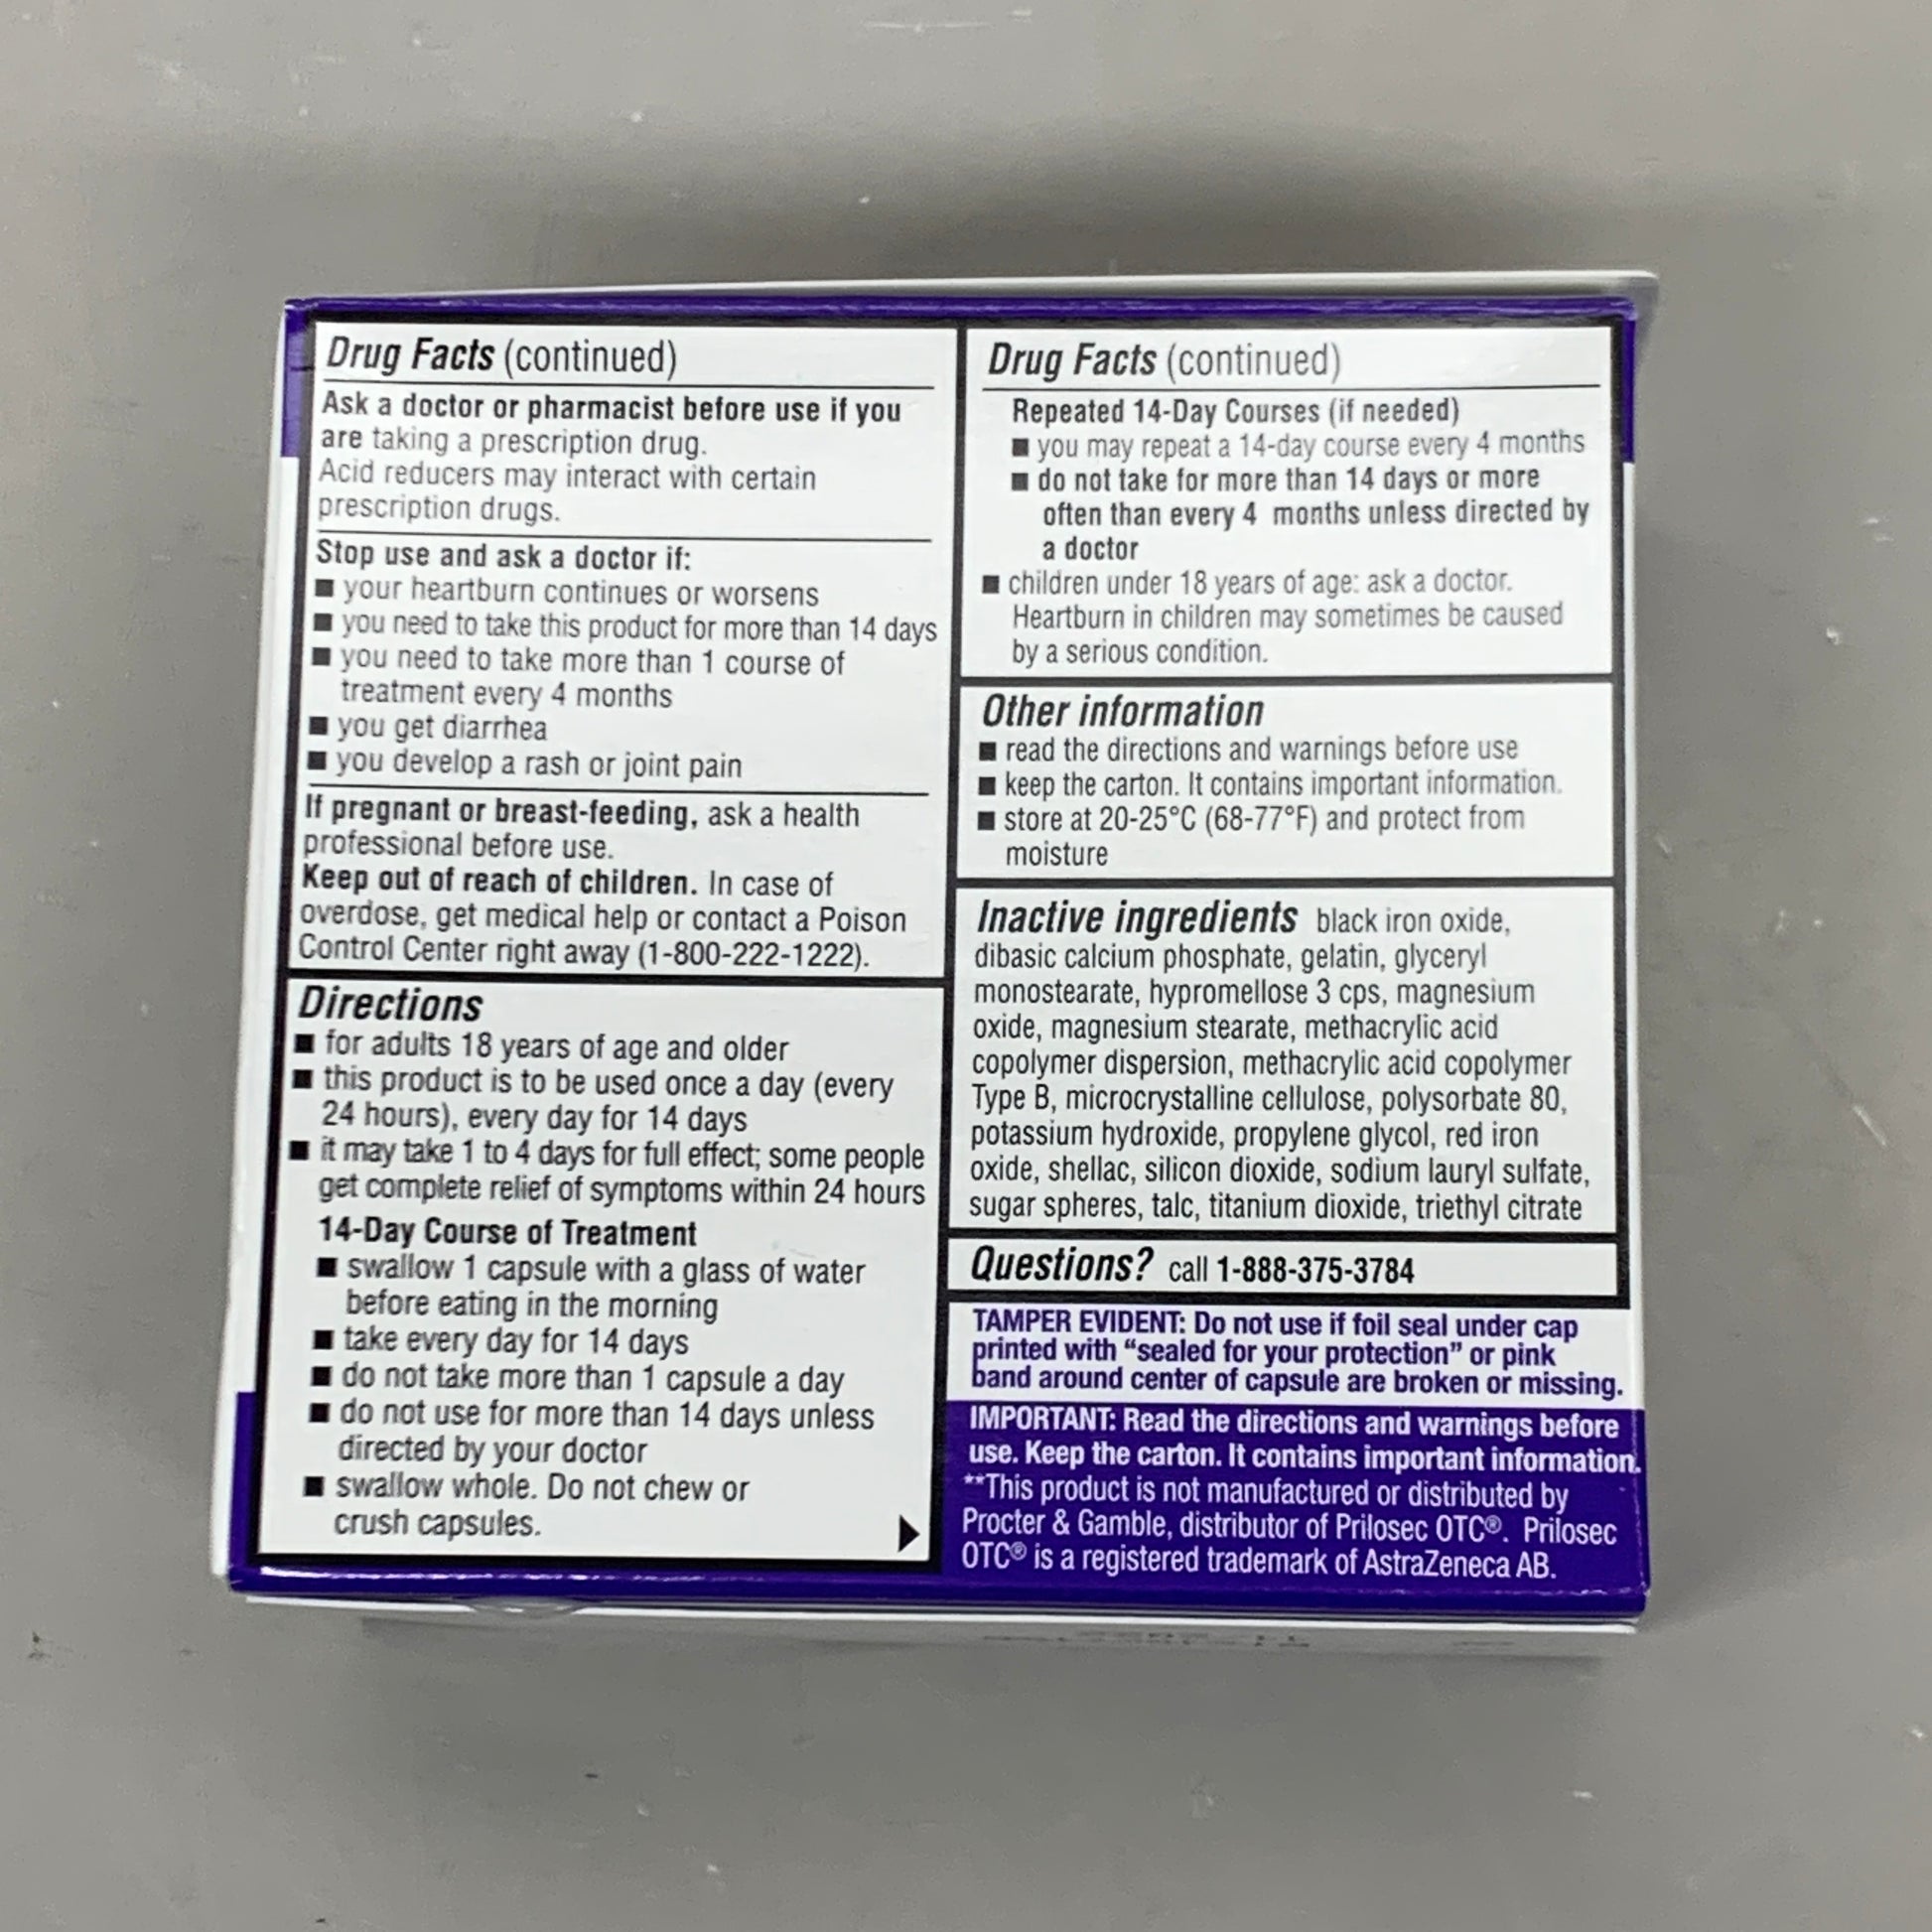 Drug Facts (continued)
Ask a doctor or pharmacist before use if you
are taking a prescription drug.
Acid reducers may interact with certain
prescription drugs.
Stop use and ask a doctor if:
■ your heartburn continues or worsens
■ you need to take this product for more than 14 days
■ you need to take more than 1 course of
treatment every 4 months
■ you get diarrhea
■ you develop a rash or joint pain
If pregnant or breast-feeding, ask a health
professional before use.
Keep out of reach of children. In case of
overdose, get medical help or contact a Poison
Control Center right away (1-800-222-1222).
Directions
■ for adults 18 years of age and older
■ this product is to be used once a day (every
24 hours), every day for 14 days
■ it may take 1 to 4 days for full effect; some people
get complete relief of symptoms within 24 hours
14-Day Course of Treatment
■ swallow 1 capsule with a glass of water
before eating in the morning
■ take every day for 14 days
■ do not take more than 1 capsule a day
■ do not use for more than 14 days unless
directed by your doctor
■ swallow whole. Do not chew or
crush capsules.
Drug Facts (continued)
Repeated 14-Day Courses (if needed)
■ you may repeat a 14-day course every 4 months
■ do not take for more than 14 days or more
often than every 4 months unless directed by
a doctor
■ children under 18 years of age: ask a doctor.
Heartburn in children may sometimes be caused
by a serious condition.
Other information
■ read the directions and warnings before use
■ keep the carton. It contains important information.
■ store at 20-25°C (68-77°F) and protect from
moisture
Inactive ingredients black iron oxide,
dibasic calcium phosphate, gelatin, glyceryl
monostearate, hypromellose 3 cps, magnesium
oxide, magnesium stearate, methacrylic acid
copolymer dispersion, methacrylic acid copolymer
Type B, microcrystalline cellulose, polysorbate 80,
potassium hydroxide, propylene glycol, red iron
oxide, shellac, silicon dioxide, sodium lauryl sulfate,
sugar spheres, talc, titanium dioxide, triethyl citrate
Questions? call 1-888-375-3784
TAMPER EVIDENT: Do not use if foil seal under cap
printed with “sealed for your protection” or pink
band around center of capsule are broken or missing.
IMPORTANT: Read the directions and warnings before
use. Keep the carton. It contains important information.
**This product is not manufactured or distributed by
Procter & Gamble, distributor of Prilosec OTC®. Prilosec
OTC® is a registered trademark of AstraZeneca AB.